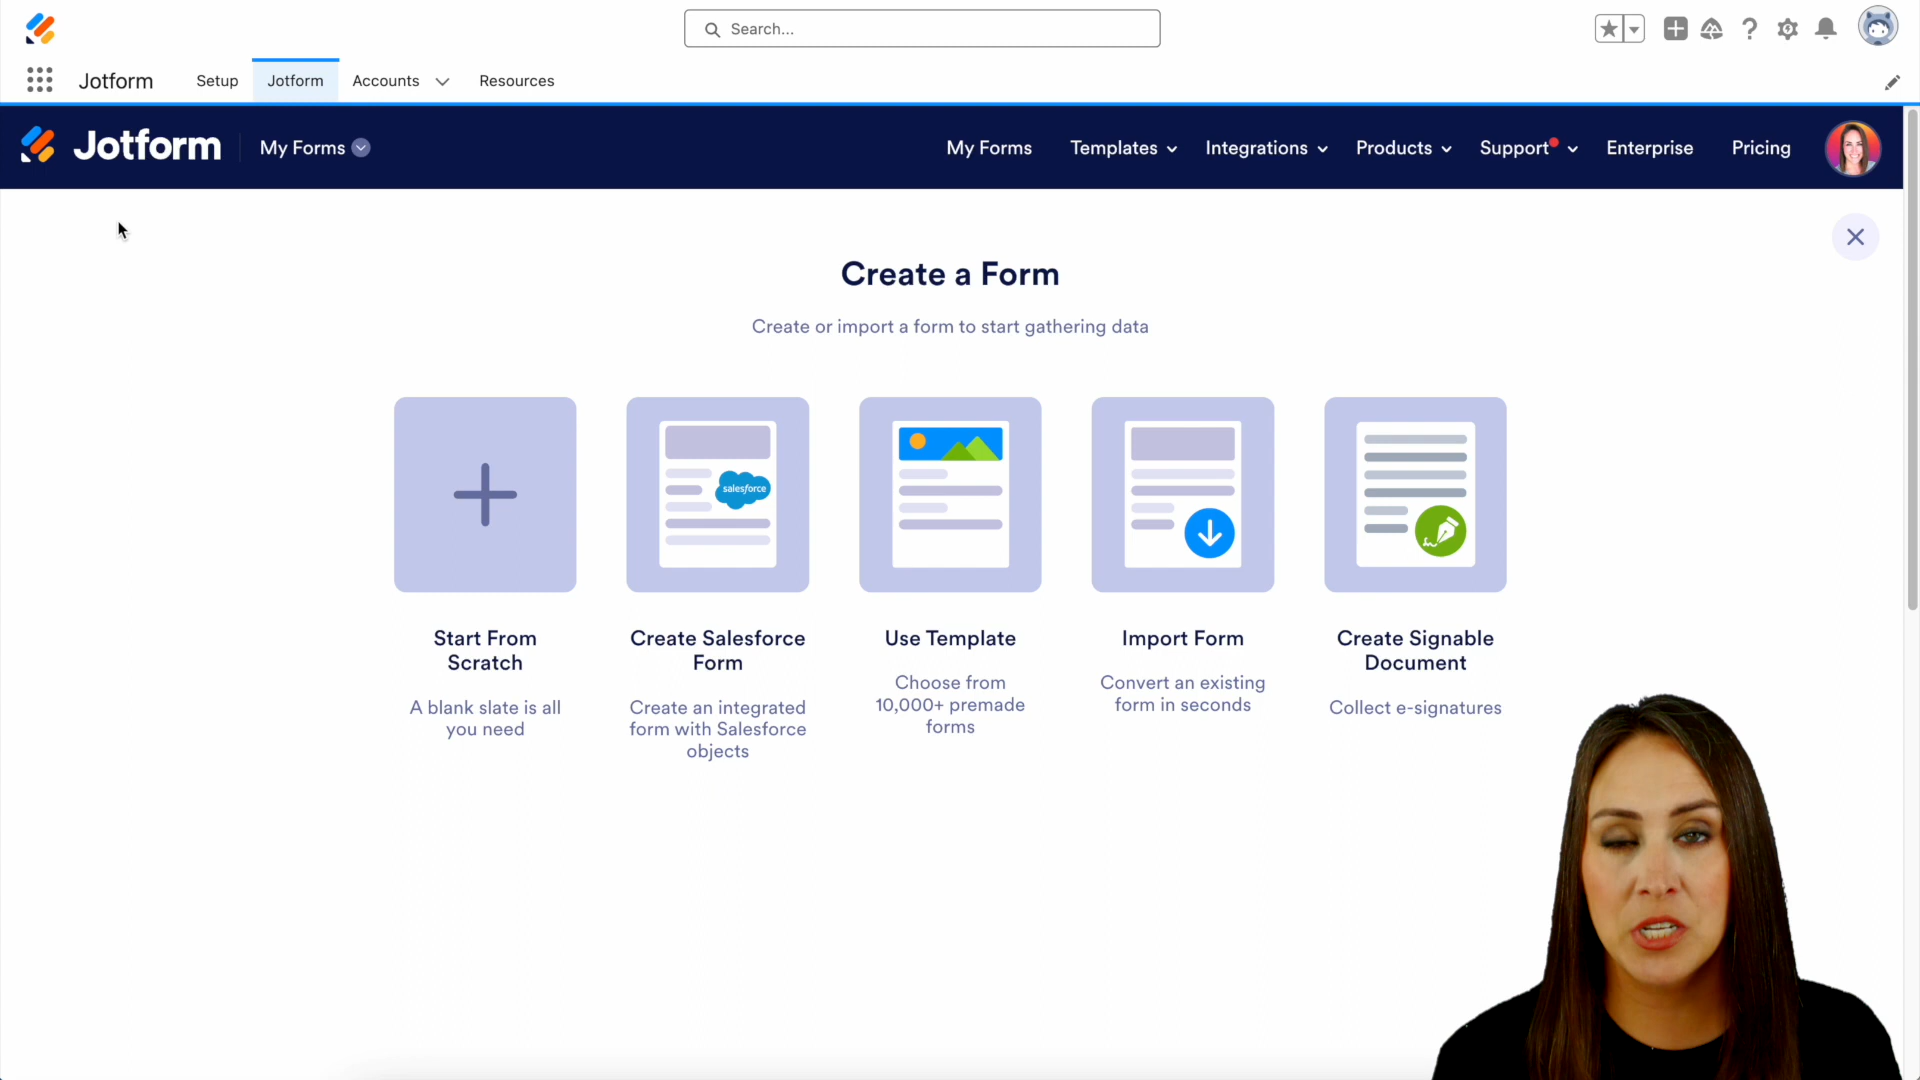 Search...
Jotform
Setup
Jotform
Accounts
Resources
Jotform
My Forms
My Forms
Templates
Integrations
Products
Support
Enterprise
Pricing
Create a Form
Create or import a form to start gathering data
salesforce
Start From
Scratch
A blank slate is all
you need
Create Salesforce
Form
Create an integrated
form with Salesforce
objects
Use Template
Choose from
10,000+ premade
forms
Import Form
Convert an existing
form in seconds
Create Signable
Document
Collect e-signatures